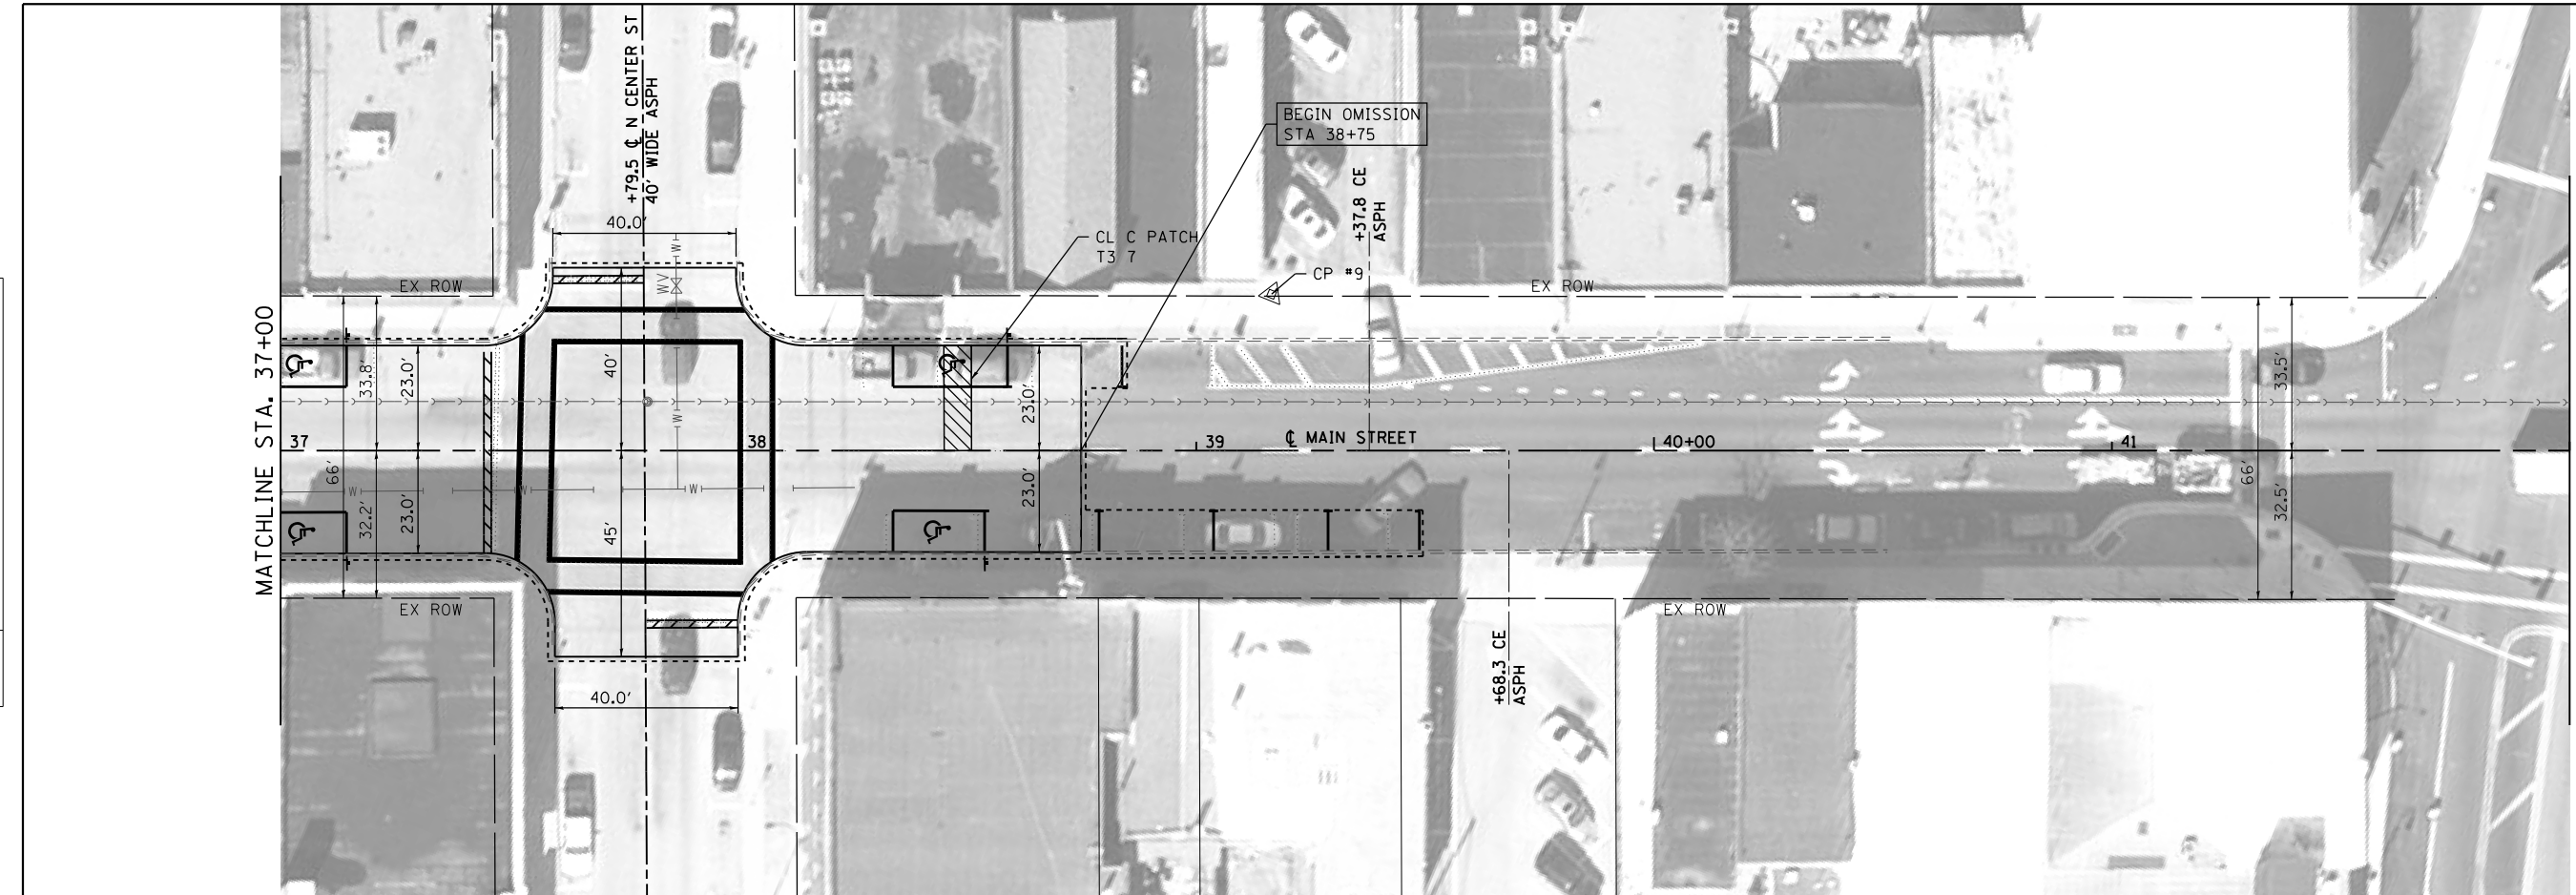 MATCHLINE STA. 37+00
+79.5 ℄ N CENTER ST
40' WIDE ASPH
40.0'
W
WV
BEGIN OMISSION
STA 38+75
CL C PATCH
T3 7
+37.8 CE
ASPH
CP #9
EX ROW
EX ROW
33.8'
23.0'
40'
23.0'
33.5'
W
W
37
38
39
℄ MAIN STREET
40+00
41
66'
32.2'
23.0'
45'
23.0'
66'
32.5'
W
W
W
EX ROW
EX ROW
+68.3 CE
ASPH
40.0'